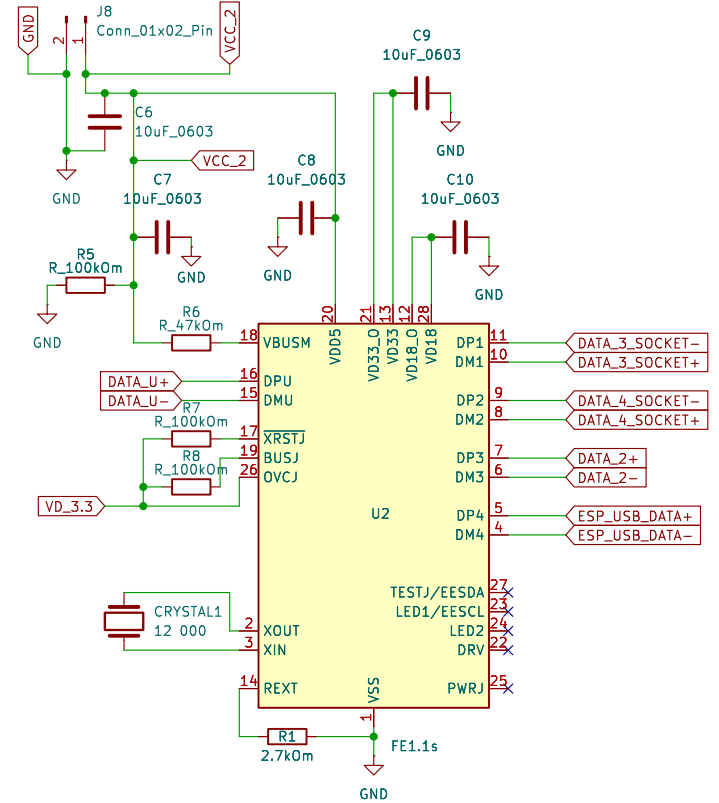 GND
2
1
J8
Conn_01x02_Pin
VCC_2
C9
10uF_0603
GND
C6
10uF_0603
GND
VCC_2
C7
10uF_0603
GND
C8
10uF_0603
GND
C10
10uF_0603
GND
R5
R_100kOm
GND
R6
R_47kOm
20
21
13
12
28
VDD5
VD33_O
VD33
VD18_O
VD18
18 VBUSM
DP1 11 DATA_3_SOCKET-
DM1 10 DATA_3_SOCKET+
DATA_U+ 16 DPU
DATA_U- 15 DMU
DP2 9 DATA_4_SOCKET-
DM2 8 DATA_4_SOCKET+
R7
R_100kOm
17 XRSTJ
R8
R_100kOm
19 BUSJ
26 OVCJ
DP3 7 DATA_2+
DM3 6 DATA_2-
VD_3.3
U2
DP4 5 ESP_USB_DATA+
DM4 4 ESP_USB_DATA-
TESTJ/EESDA 27
LED1/EESCL 23
LED2 24
DRV 22
PWRJ 25
CRYSTAL1
12 000
2 XOUT
3 XIN
14 REXT
VSS
1
R1
2.7kOm
FE1.1s
GND